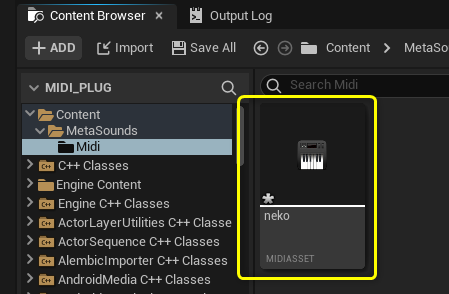 Content Browser
Output Log
ADD
Import
Save All
Content
MetaSo
MIDI_PLUG
Search Midi
Content
MetaSounds
Midi
C++ Classes
Engine Content
Engine C++ Classes
ActorLayerUtilities C++ Classe
ActorSequence C++ Classes
AlembicImporter C++ Classes
AndroidMedia C++ Classes
neko
MIDIASSET